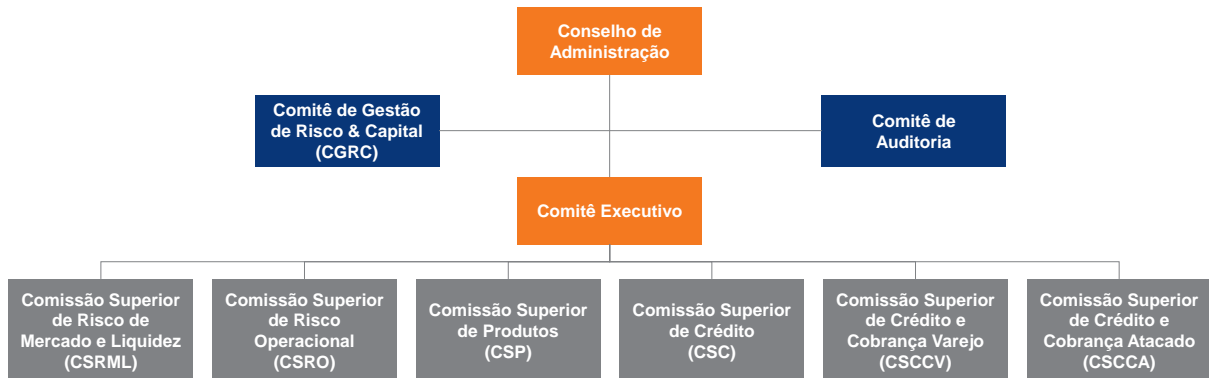 Conselho de
Administração
Comitê de Gestão
de Risco & Capital
(CGRC)
Comitê de
Auditoria
Comitê Executivo
Comissão Superior
de Risco de
Mercado e Liquidez
(CSRML)
Comissão Superior
de Risco
Operacional
(CSRO)
Comissão Superior
de Produtos
(CSP)
Comissão Superior
de Crédito
(CSC)
Comissão Superior
de Crédito e
Cobrança Varejo
(CSCCV)
Comissão Superior
de Crédito e
Cobrança Atacado
(CSCCA)